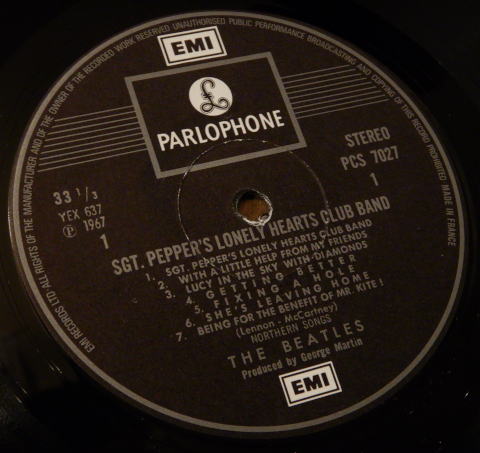 EMI
EMI RECORDS LTD ALL RIGHTS OF THE MANUFACTURER AND OF THE OWNER OF THE RECORDED WORK RESERVED UNAUTHORISED PUBLIC PERFORMANCE BROADCASTING AND COPYING OF THIS RECORD PROHIBITED MADE IN FRANCE
£
PARLOPHONE
33 1/3
YEX 637
Ⓟ 1967
1
STEREO
PCS 7027
1
SGT. PEPPER'S LONELY HEARTS CLUB BAND
1. SGT. PEPPER'S LONELY HEARTS CLUB BAND
2. WITH A LITTLE HELP FROM MY FRIENDS
3. LUCY IN THE SKY WITH DIAMONDS
4. GETTING BETTER
5. FIXING A HOLE
6. SHE'S LEAVING HOME
7. BEING FOR THE BENEFIT OF MR. KITE!
(Lennon - McCartney)
NORTHERN SONGS
THE BEATLES
Produced by George Martin
EMI